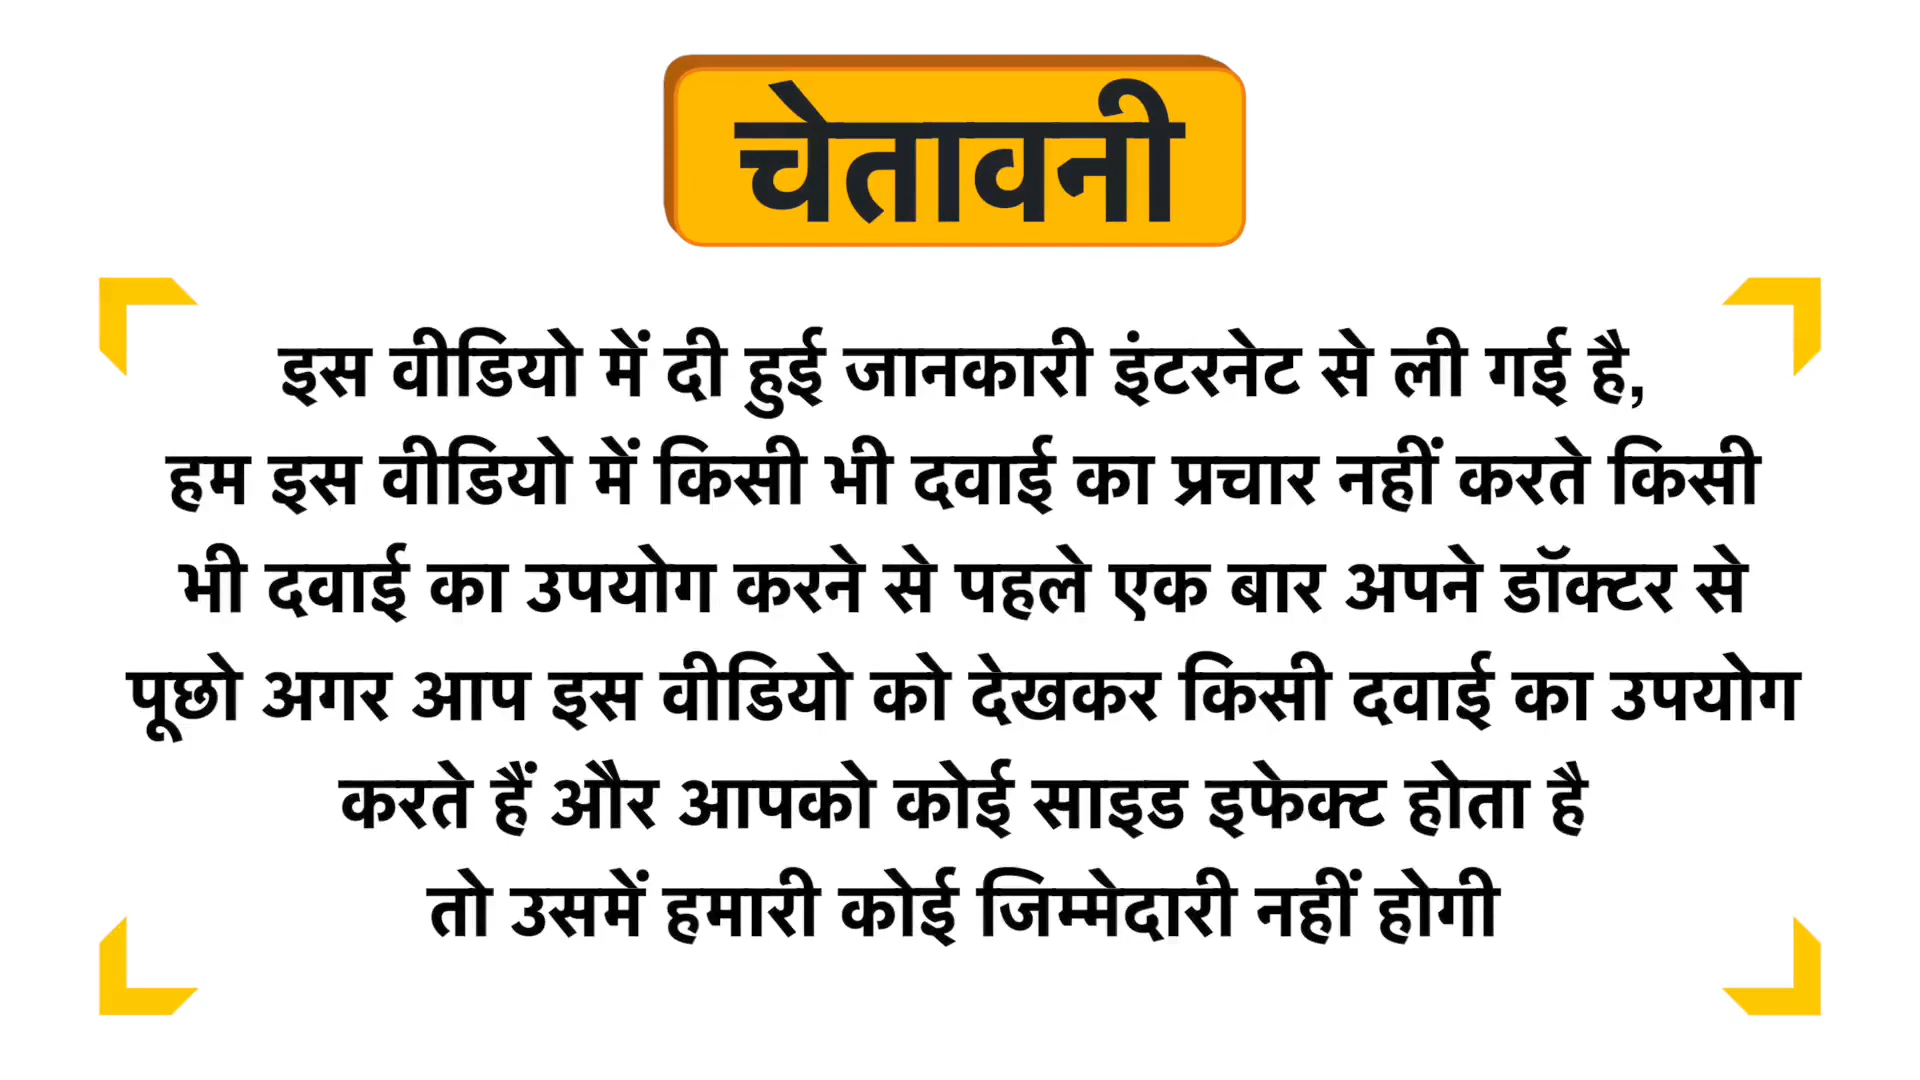 चेतावनी
इस वीडियो में दी हुई जानकारी इंटरनेट से ली गई है,
हम इस वीडियो में किसी भी दवाई का प्रचार नहीं करते किसी
भी दवाई का उपयोग करने से पहले एक बार अपने डॉक्टर से
पूछो अगर आप इस वीडियो को देखकर किसी दवाई का उपयोग
करते हैं और आपको कोई साइड इफेक्ट होता है
तो उसमें हमारी कोई जिम्मेदारी नहीं होगी